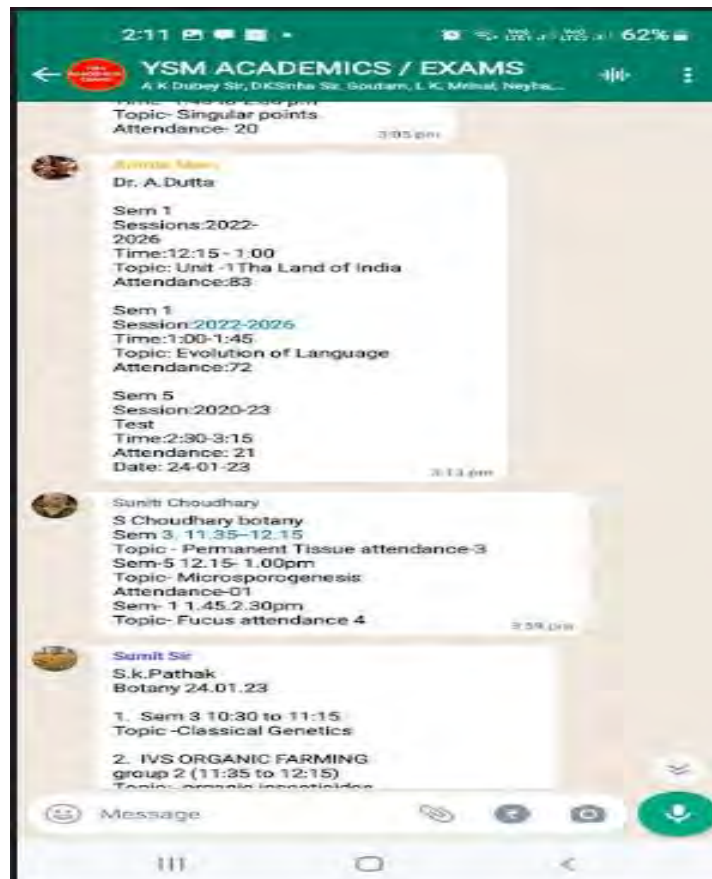 2:11 62%
YSM ACADEMICS / EXAMS
A K Dubey Sir, DKSinha Sir, Goutam, L K, Mrinal,
Topic- Singular points
Attendance- 20
3:05 pm
Dr. A.Dutta
Sem 1
Sessions:2022-
2026
Time:12:15 - 1:00
Topic: Unit -1Tha Land of India
Attendance:83
Sem 1
Session:2022-2026
Time:1:00-1:45
Topic: Evolution of Language
Attendance:72
Sem 5
Session:2020-23
Test
Time:2:30-3:15
Attendance: 21
Date: 24-01-23
3:13 pm
Suniti Choudhary
S Choudhary botany
Sem 3. 11.35–12.15
Topic - Permanent Tissue attendance-3
Sem-5 12.15- 1.00pm
Topic- Microsporogenesis
Attendance-01
Sem- 1 1.45.2.30pm
Topic- Fucus attendance 4
3:59 pm
Sumit Sir
S.k.Pathak
Botany 24.01.23
1. Sem 3 10:30 to 11:15
Topic -Classical Genetics
2. IVS ORGANIC FARMING
group 2 (11:35 to 12:15)
Message